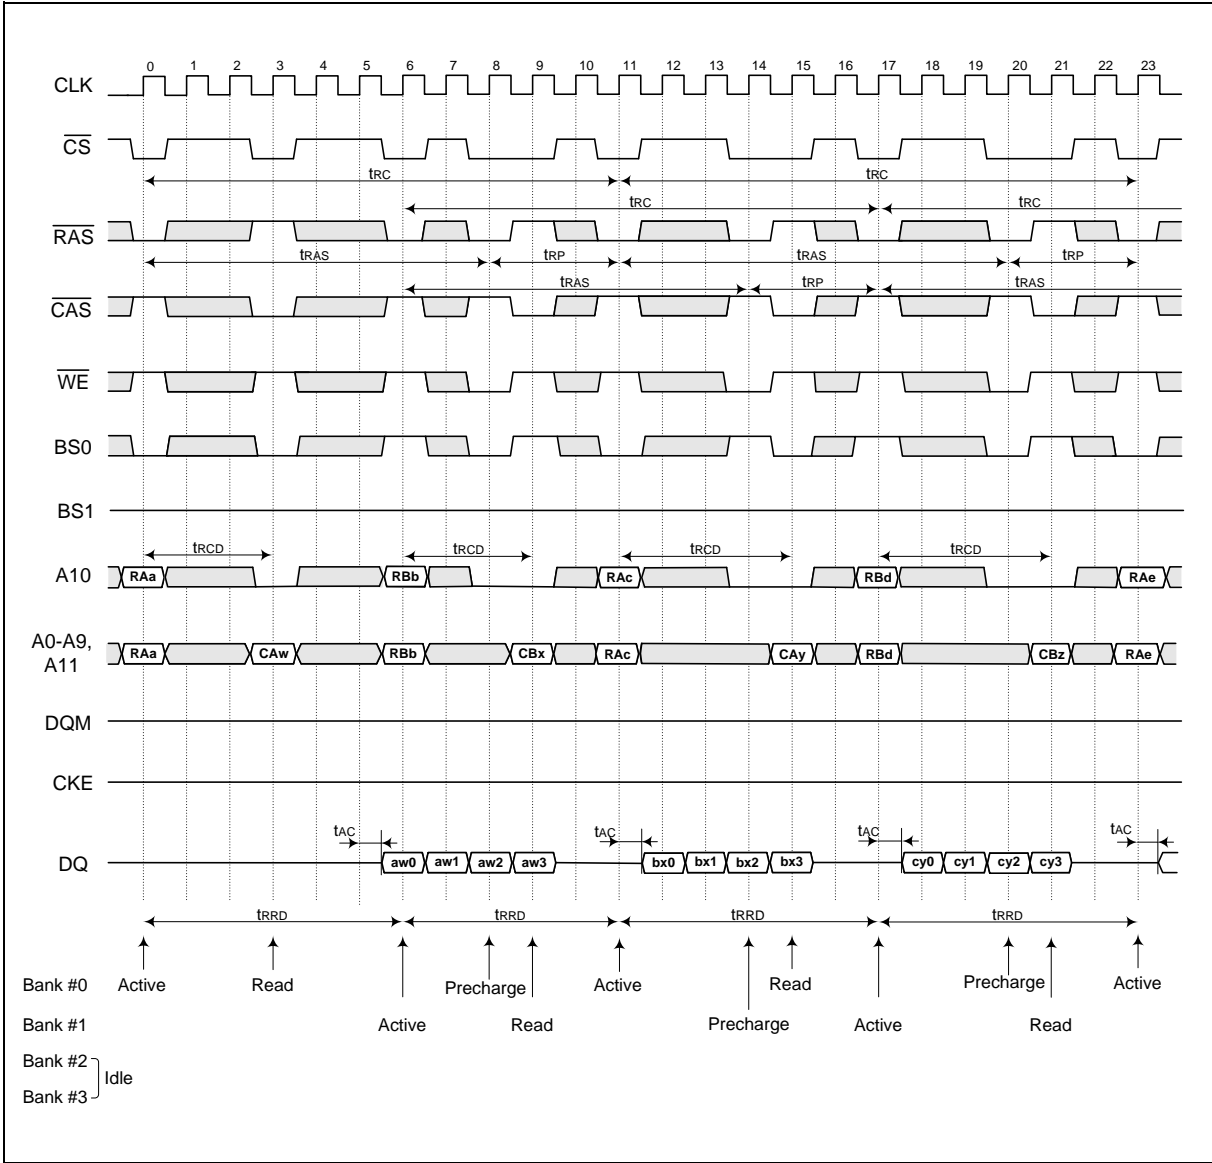 0 1 2 3 4 5 6 7 8 9 10 11 12 13 14 15 16 17 18 19 20 21 22 23
CLK
CS
tRC tRC
tRC tRC
RAS
tRAS tRP tRAS tRP
tRAS tRP tRAS
CAS
WE
BS0
BS1
tRCD tRCD tRCD tRCD
A10 RAa RBb RAc RBd RAe
A0-A9,
A11
RAa CAw RBb CBx RAc CAy RBd CBz RAe
DQM
CKE
tAC tAC tAC tAC
DQ aw0 aw1 aw2 aw3 bx0 bx1 bx2 bx3 cy0 cy1 cy2 cy3
tRRD tRRD tRRD tRRD
Bank #0 Active Read Precharge Active Read Precharge Active
Bank #1 Active Read Precharge Active Read
Bank #2
Idle
Bank #3